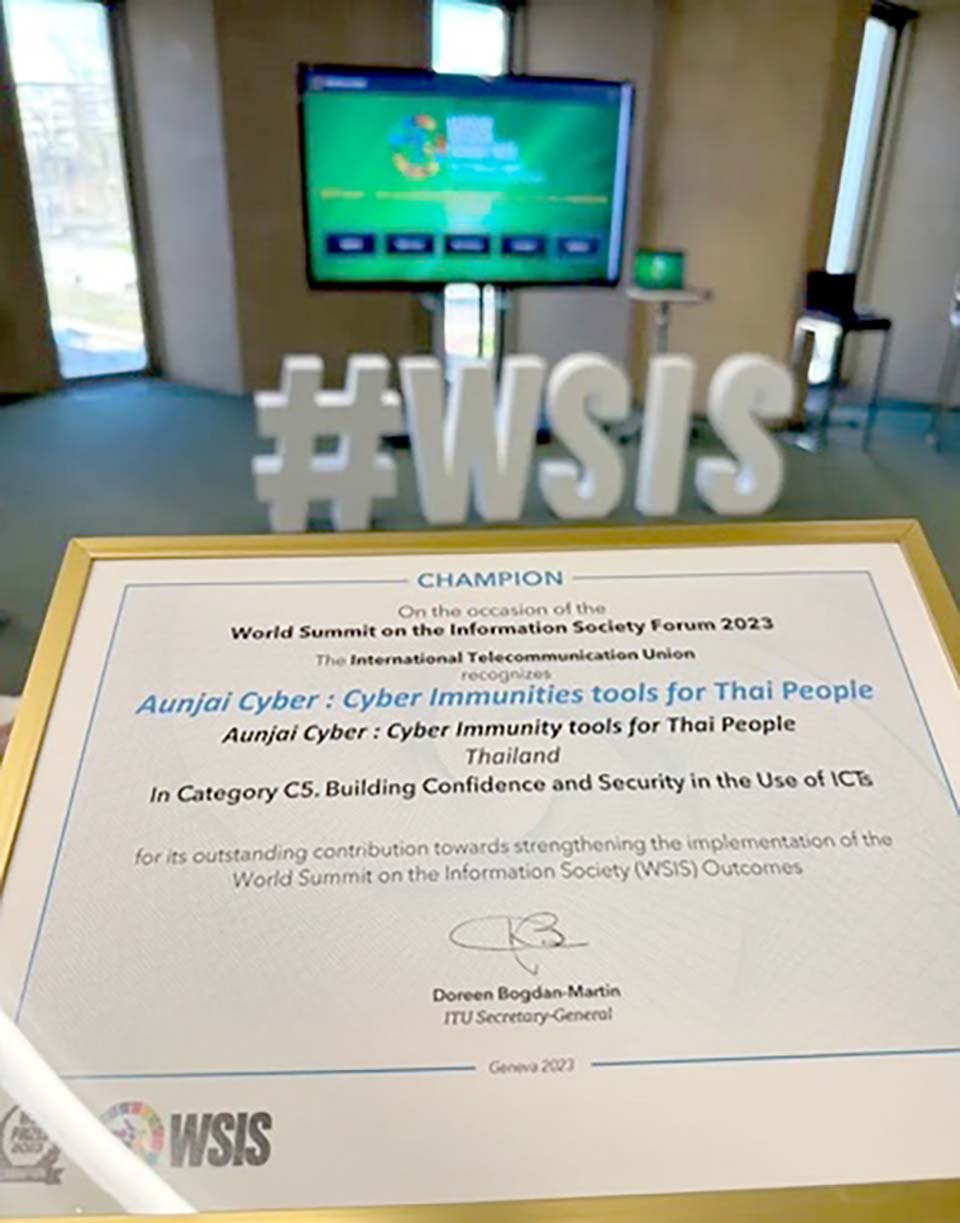 #WSIS
CHAMPION
On the occasion of the
World Summit on the Information Society Forum 2023
The International Telecommunication Union
recognizes
Aunjai Cyber : Cyber Immunities tools for Thai People
Aunjai Cyber : Cyber Immunity tools for Thai People
Thailand
In Category C5. Building Confidence and Security in the Use of ICTs
for its outstanding contribution towards strengthening the implementation of the
World Summit on the Information Society (WSIS) Outcomes
Doreen Bogdan-Martin
ITU Secretary-General
Geneva 2023
2023
WSIS